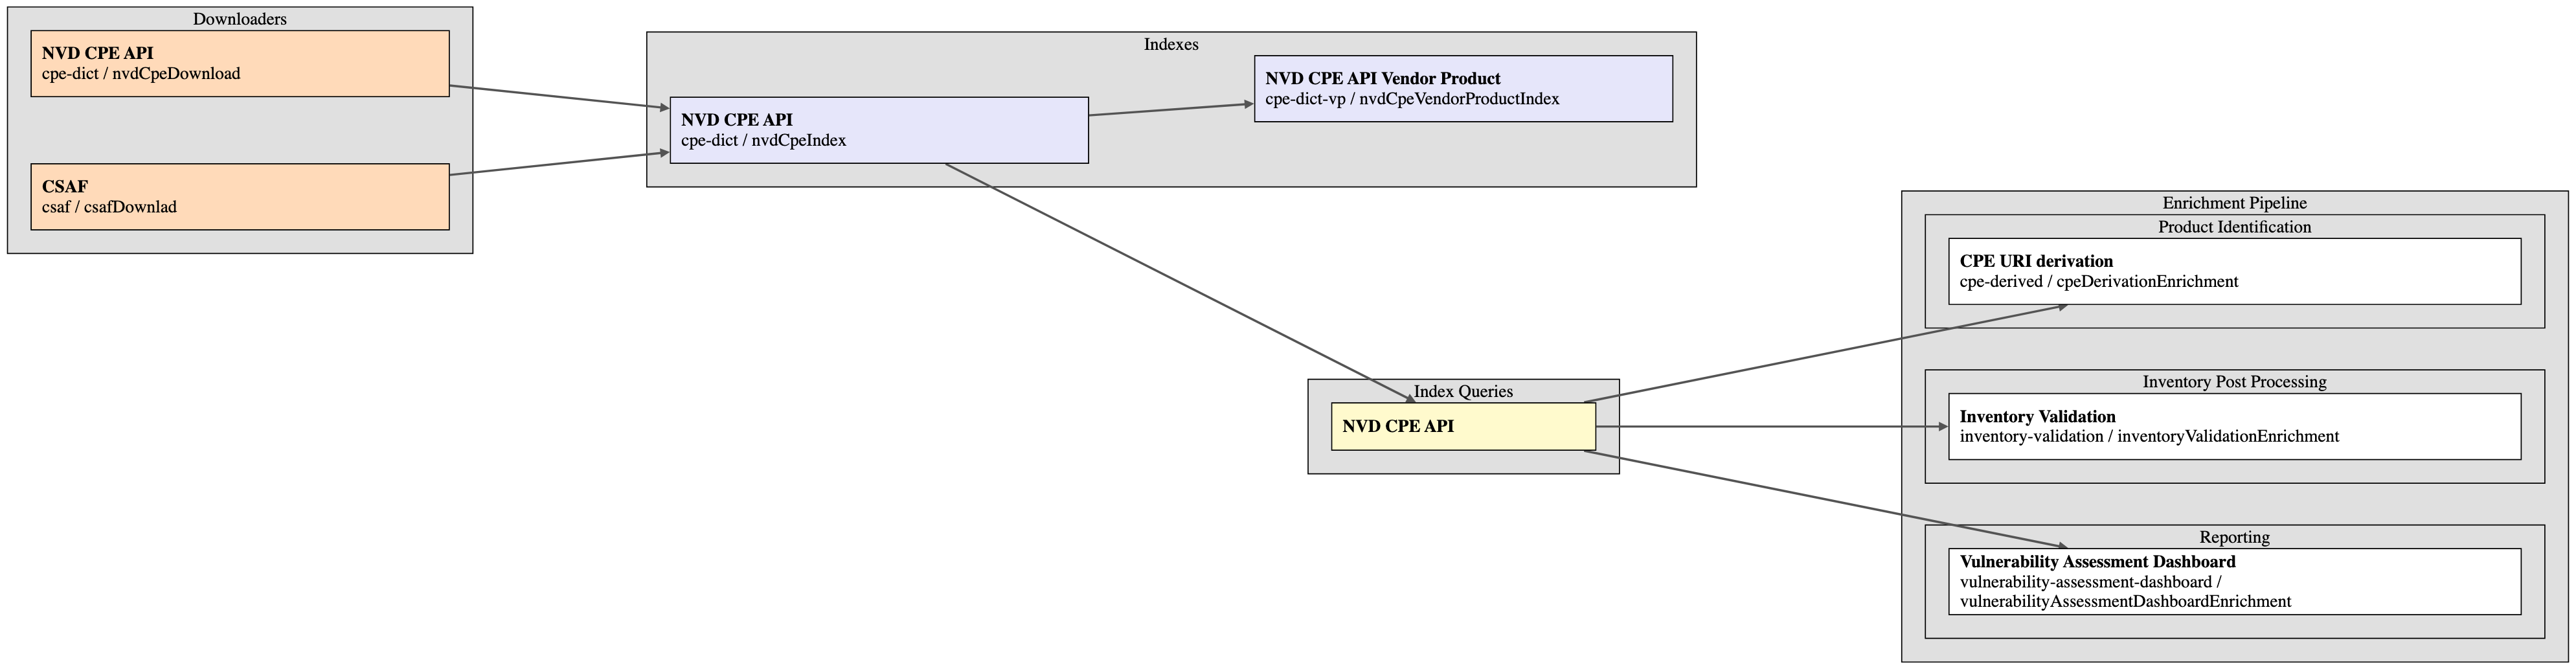 Downloaders
NVD CPE API
cpe-dict / nvdCpeDownload
CSAF
csaf / csafDownlad
Indexes
NVD CPE API
cpe-dict / nvdCpeIndex
NVD CPE API Vendor Product
cpe-dict-vp / nvdCpeVendorProductIndex
Index Queries
NVD CPE API
Enrichment Pipeline
Product Identification
CPE URI derivation
cpe-derived / cpeDerivationEnrichment
Inventory Post Processing
Inventory Validation
inventory-validation / inventoryValidationEnrichment
Reporting
Vulnerability Assessment Dashboard
vulnerability-assessment-dashboard /
vulnerabilityAssessmentDashboardEnrichment